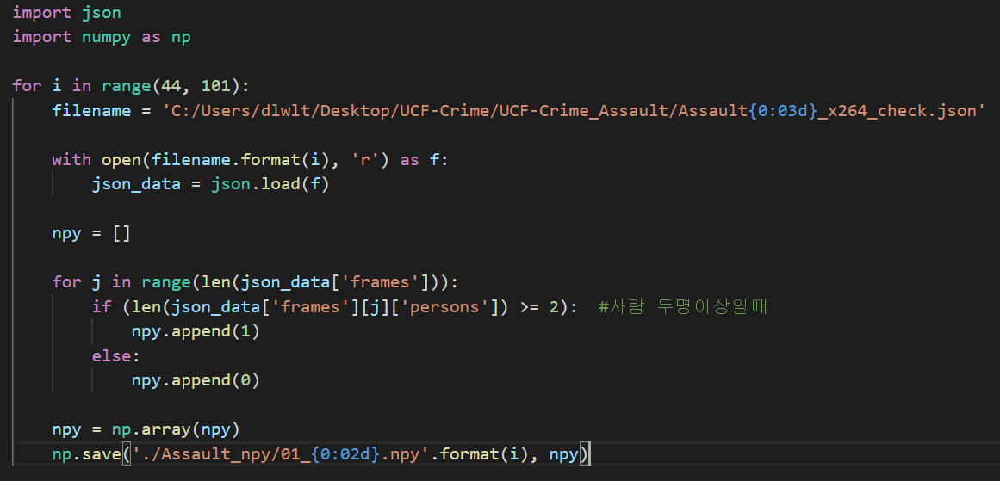 import json
import numpy as np
for i in range(44, 101):
filename = 'C:/Users/dlwlt/Desktop/UCF-Crime/UCF-Crime_Assault/Assault{0:03d}_x264_check.json'
with open(filename.format(i), 'r') as f:
json_data = json.load(f)
npy = []
for j in range(len(json_data['frames'])):
if (len(json_data['frames'][j]['persons']) >= 2):  #사람 두명이상일때
npy.append(1)
else:
npy.append(0)
npy = np.array(npy)
np.save('./Assault_npy/01_{0:02d}.npy'.format(i), npy)